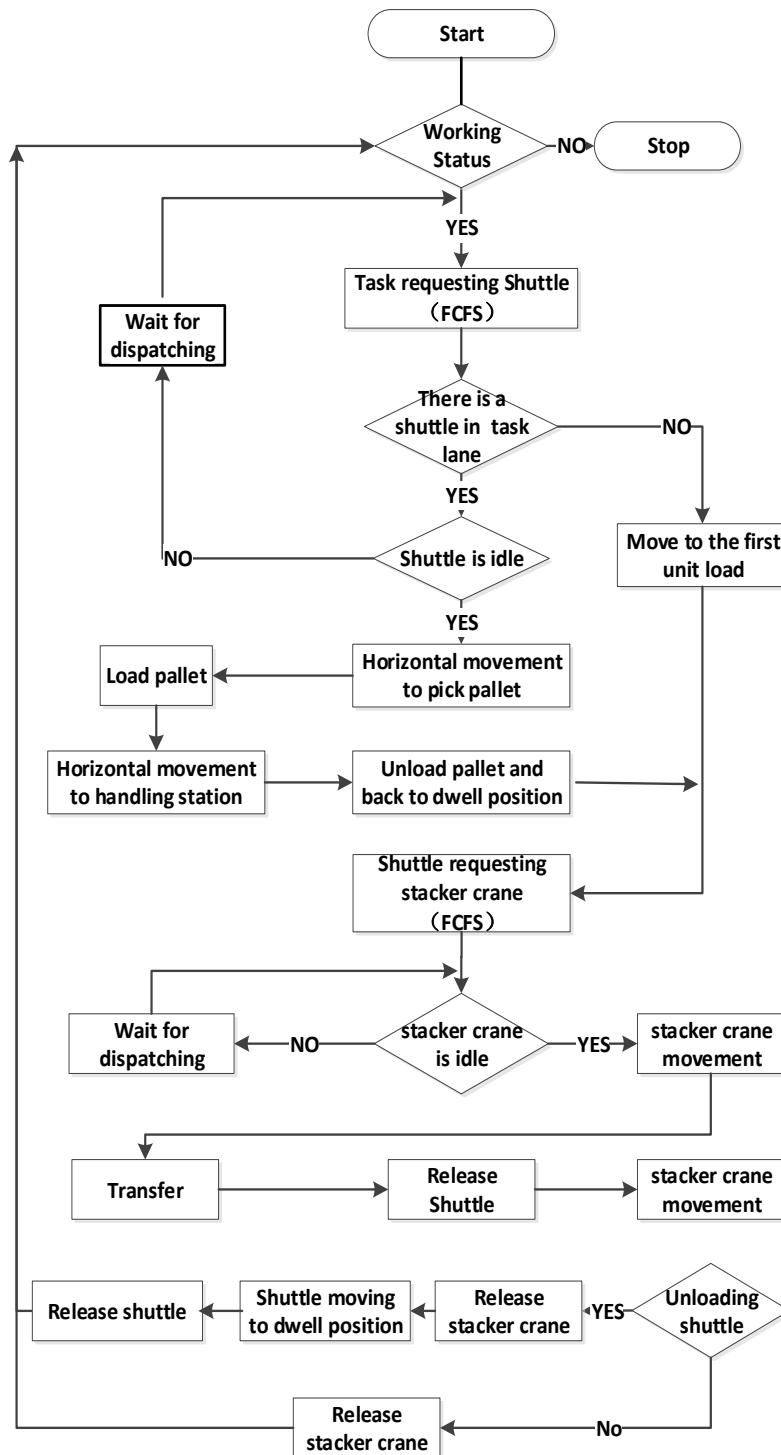 Start
Working
Status
NO
Stop
YES
Task requesting Shuttle
（FCFS）
Wait for
dispatching
There is a
shuttle in task
lane
NO
YES
Shuttle is idle
NO
Move to the first
unit load
YES
Load pallet
Horizontal movement
to pick pallet
Horizontal movement
to handling station
Unload pallet and
back to dwell position
Shuttle requesting
stacker crane
（FCFS）
Wait for
dispatching
NO
stacker crane
is idle
YES
stacker crane
movement
Transfer
Release
Shuttle
stacker crane
movement
Release shuttle
Shuttle moving
to dwell position
Release
stacker crane
YES
Unloading
shuttle
Release
stacker crane
No